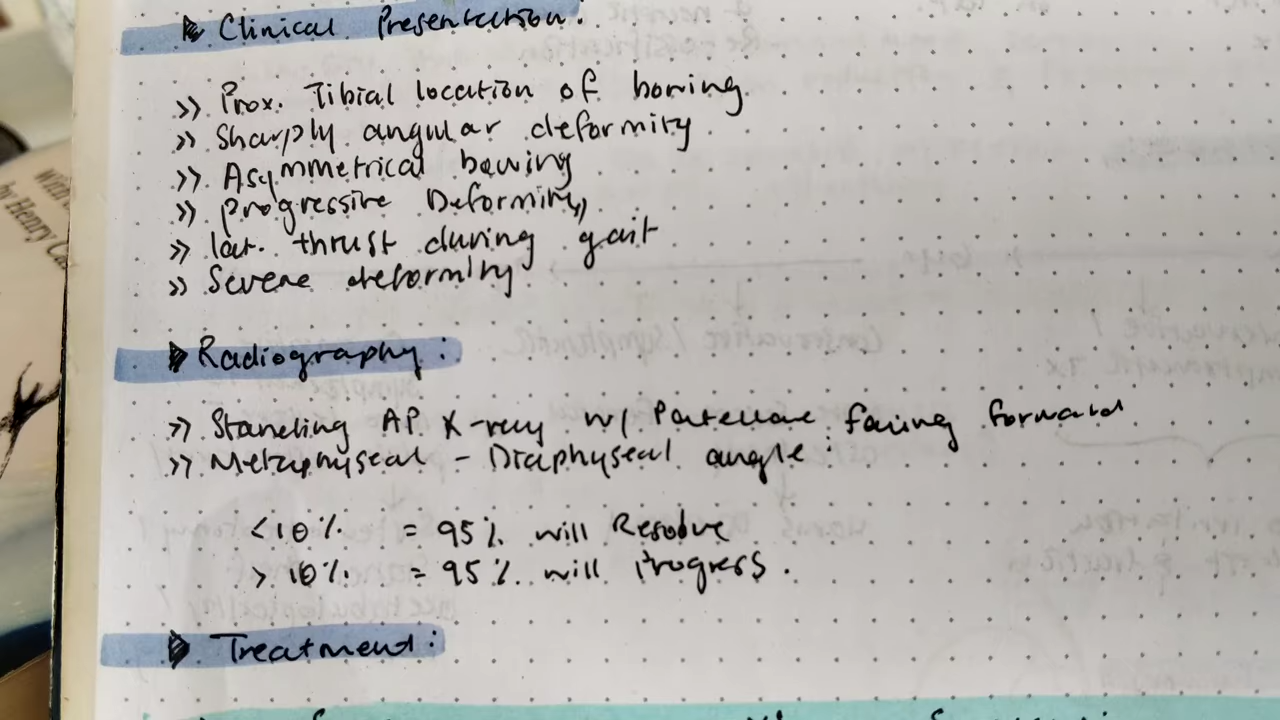 Clinical Presentation:
>> Prox. Tibial location of bowing
>> Sharply angular deformity.
>> Asymmetrical bowing
>> Progressive Deformity,
>> lat. thrust during gait
>> Severe deformity.
Radiography:
>> Standing AP X-ray w/ Patellae facing forward
>> Metaphyseal - Diaphyseal angle:
<10% = 95% will Resolve
> 10% = 95% will Progress.
Treatment:
by Henry